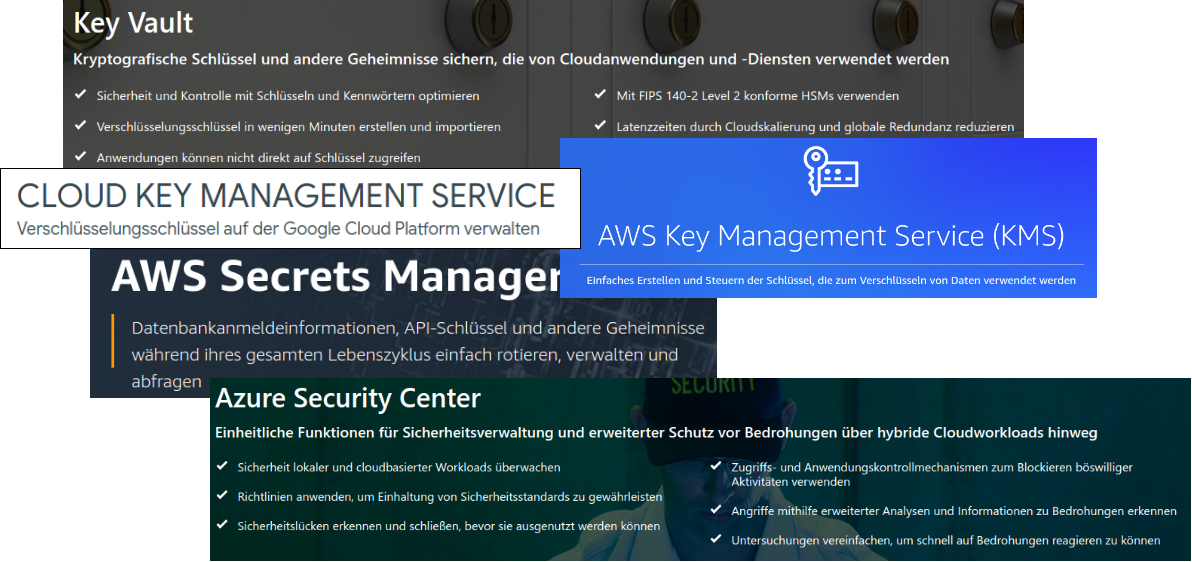 Key Vault
Kryptografische Schlüssel und andere Geheimnisse sichern, die von Cloudanwendungen und -Diensten verwendet werden
Sicherheit und Kontrolle mit Schlüsseln und Kennwörtern optimieren
Verschlüsselungsschlüssel in wenigen Minuten erstellen und importieren
Anwendungen können nicht direkt auf Schlüssel zugreifen
Mit FIPS 140-2 Level 2 konforme HSMs verwenden
Latenzzeiten durch Cloudskalierung und globale Redundanz reduzieren
CLOUD KEY MANAGEMENT SERVICE
Verschlüsselungsschlüssel auf der Google Cloud Platform verwalten
AWS Key Management Service (KMS)
Einfaches Erstellen und Steuern der Schlüssel, die zum Verschlüsseln von Daten verwendet werden
AWS Secrets Manager
Datenbankanmeldeinformationen, API-Schlüssel und andere Geheimnisse
während ihres gesamten Lebenszyklus einfach rotieren, verwalten und
abfragen
SECURITY
Azure Security Center
Einheitliche Funktionen für Sicherheitsverwaltung und erweiterter Schutz vor Bedrohungen über hybride Cloudworkloads hinweg
Sicherheit lokaler und cloudbasierter Workloads überwachen
Richtlinien anwenden, um Einhaltung von Sicherheitsstandards zu gewährleisten
Sicherheitslücken erkennen und schließen, bevor sie ausgenutzt werden können
Zugriffs- und Anwendungskontrollmechanismen zum Blockieren böswilliger
Aktivitäten verwenden
Angriffe mithilfe erweiterter Analysen und Informationen zu Bedrohungen erkennen
Untersuchungen vereinfachen, um schnell auf Bedrohungen reagieren zu können